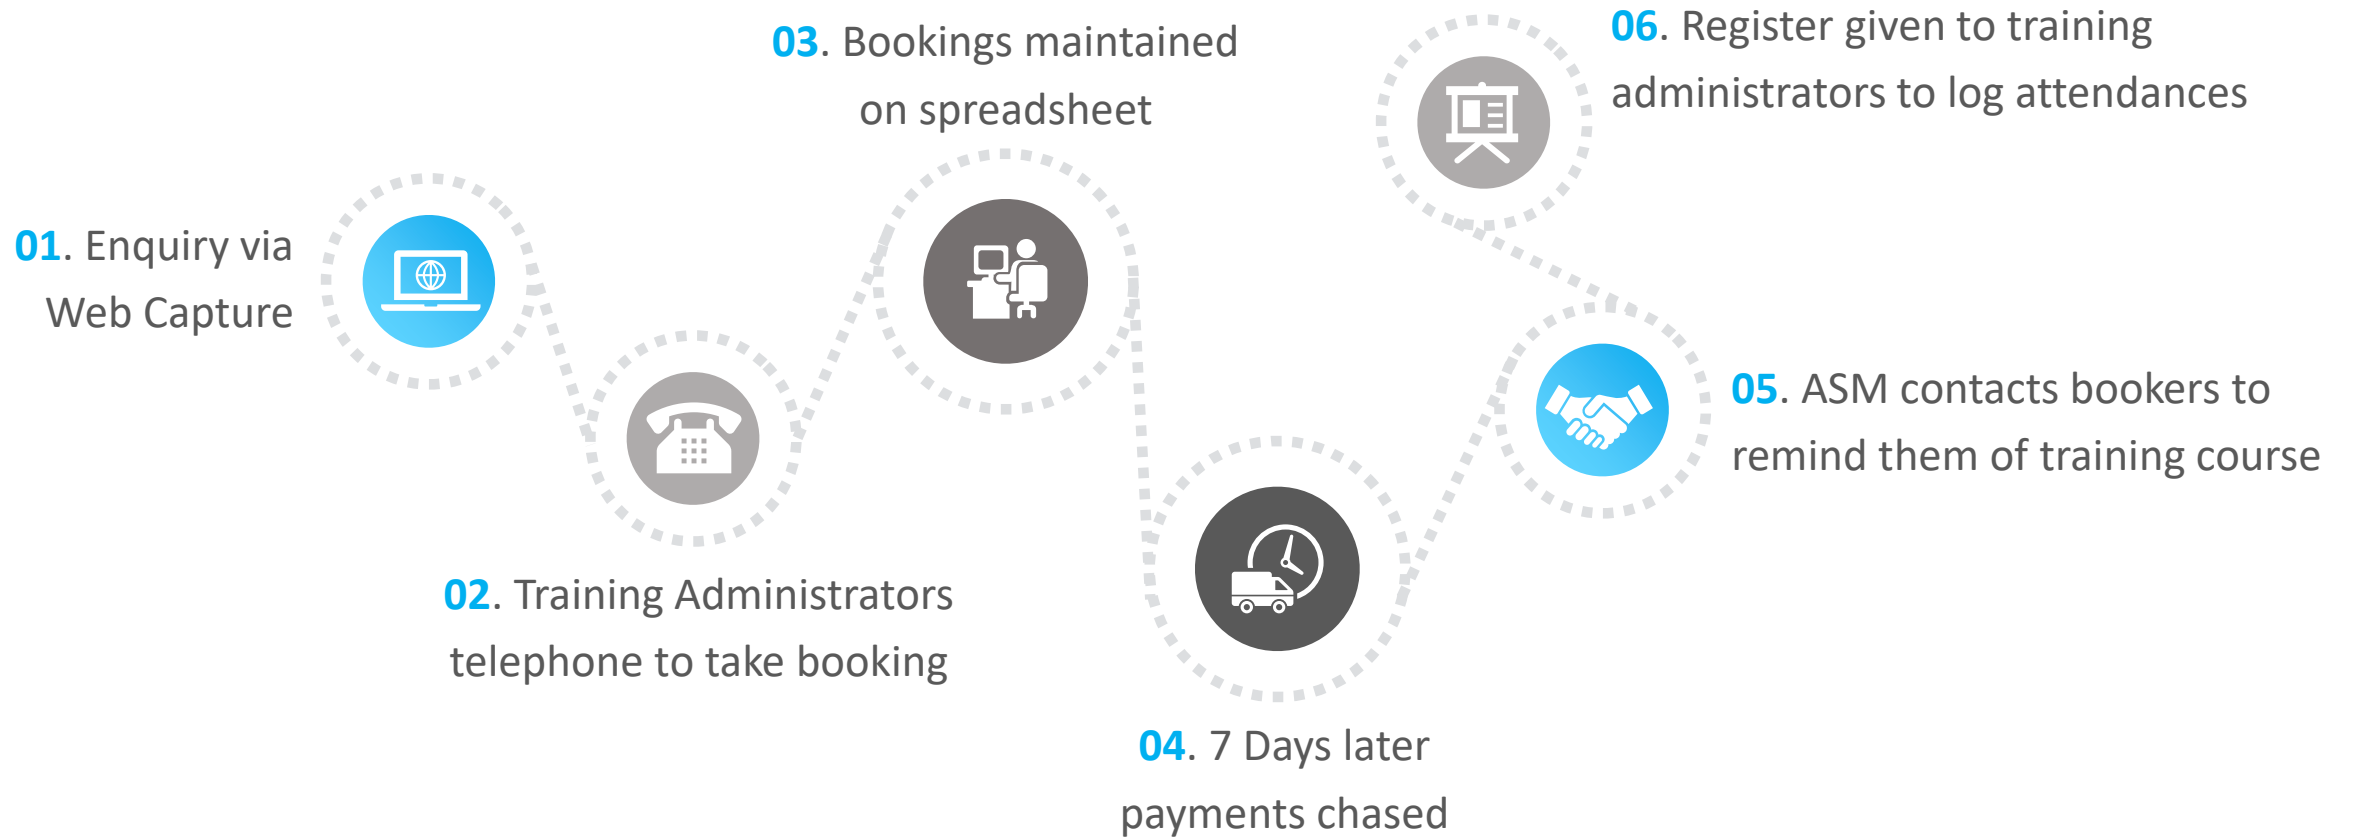 01. Enquiry via
Web Capture
02. Training Administrators
telephone to take booking
03. Bookings maintained
on spreadsheet
04. 7 Days later
payments chased
05. ASM contacts bookers to
remind them of training course
06. Register given to training
administrators to log attendances